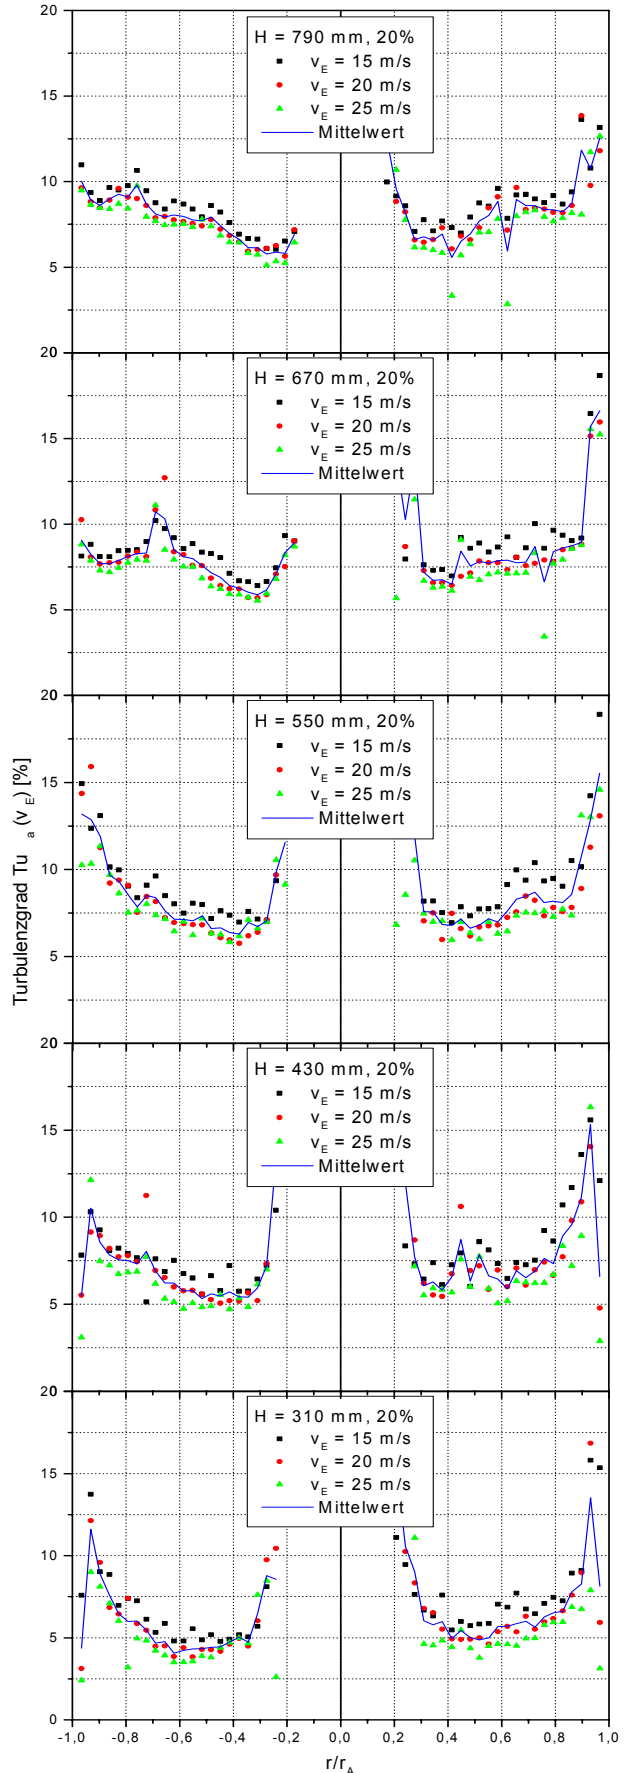 20
H = 790 mm, 20%
v_E = 15 m/s
v_E = 20 m/s
v_E = 25 m/s
Mittelwert
15
10
5
20
H = 670 mm, 20%
v_E = 15 m/s
v_E = 20 m/s
v_E = 25 m/s
Mittelwert
15
10
5
20
H = 550 mm, 20%
v_E = 15 m/s
v_E = 20 m/s
v_E = 25 m/s
Mittelwert
15
10
5
Turbulenzgrad Tu_a (v_E) [%]
20
H = 430 mm, 20%
v_E = 15 m/s
v_E = 20 m/s
v_E = 25 m/s
Mittelwert
15
10
5
20
H = 310 mm, 20%
v_E = 15 m/s
v_E = 20 m/s
v_E = 25 m/s
Mittelwert
15
10
5
0
-1,0 -0,8 -0,6 -0,4 -0,2 0,0 0,2 0,4 0,6 0,8 1,0
r/r_A